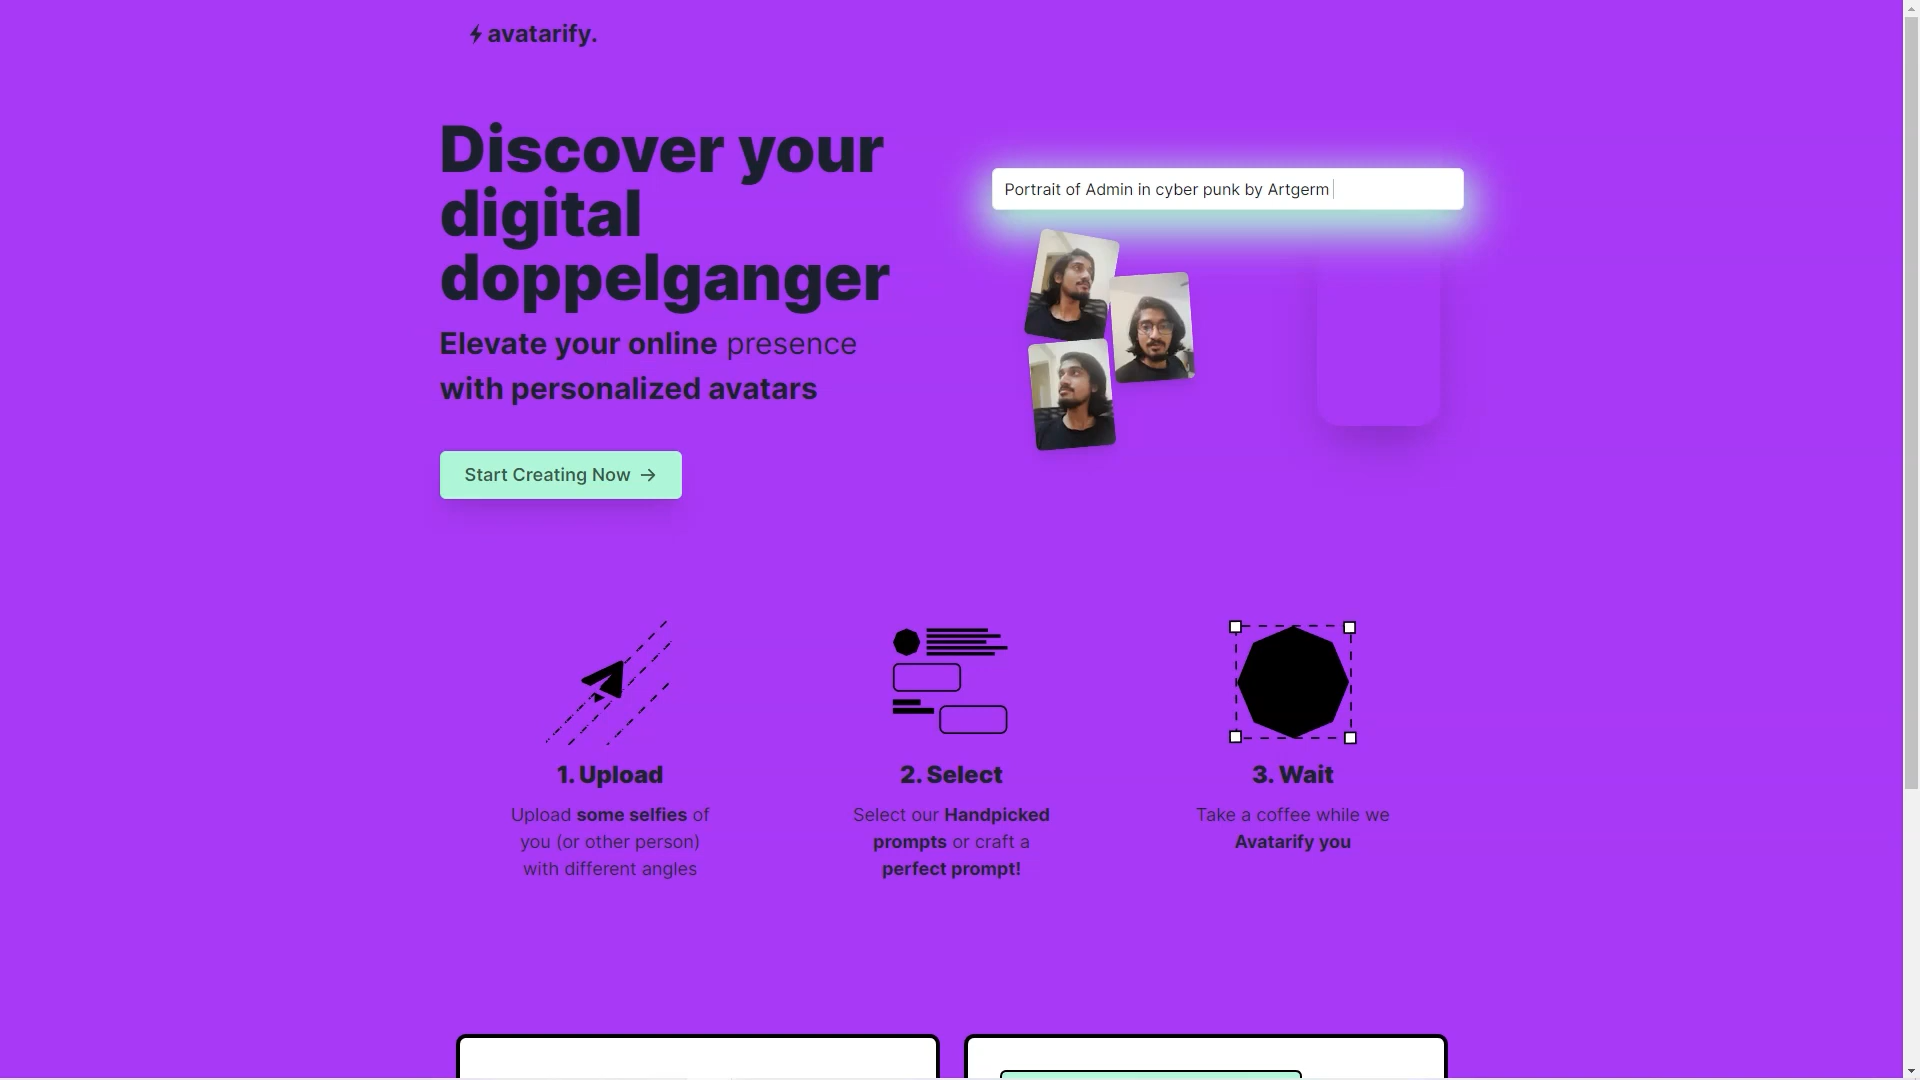 avatarify.
Discover your
digital
doppelganger
Elevate your online presence
with personalized avatars
Start Creating Now →
Portrait of Admin in cyber punk by Artgerm
1. Upload
Upload some selfies of
you (or other person)
with different angles
2. Select
Select our Handpicked
prompts or craft a
perfect prompt!
3. Wait
Take a coffee while we
Avatarify you